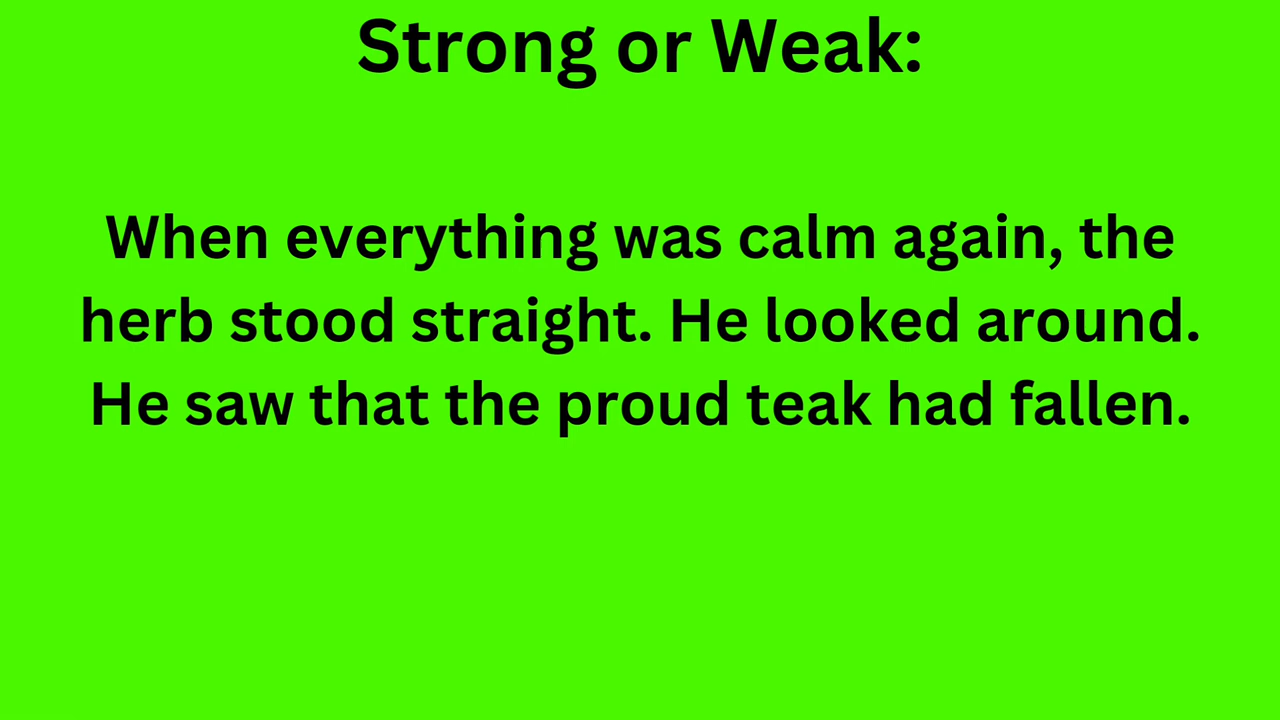 Strong or Weak:
When everything was calm again, the
herb stood straight. He looked around.
He saw that the proud teak had fallen.